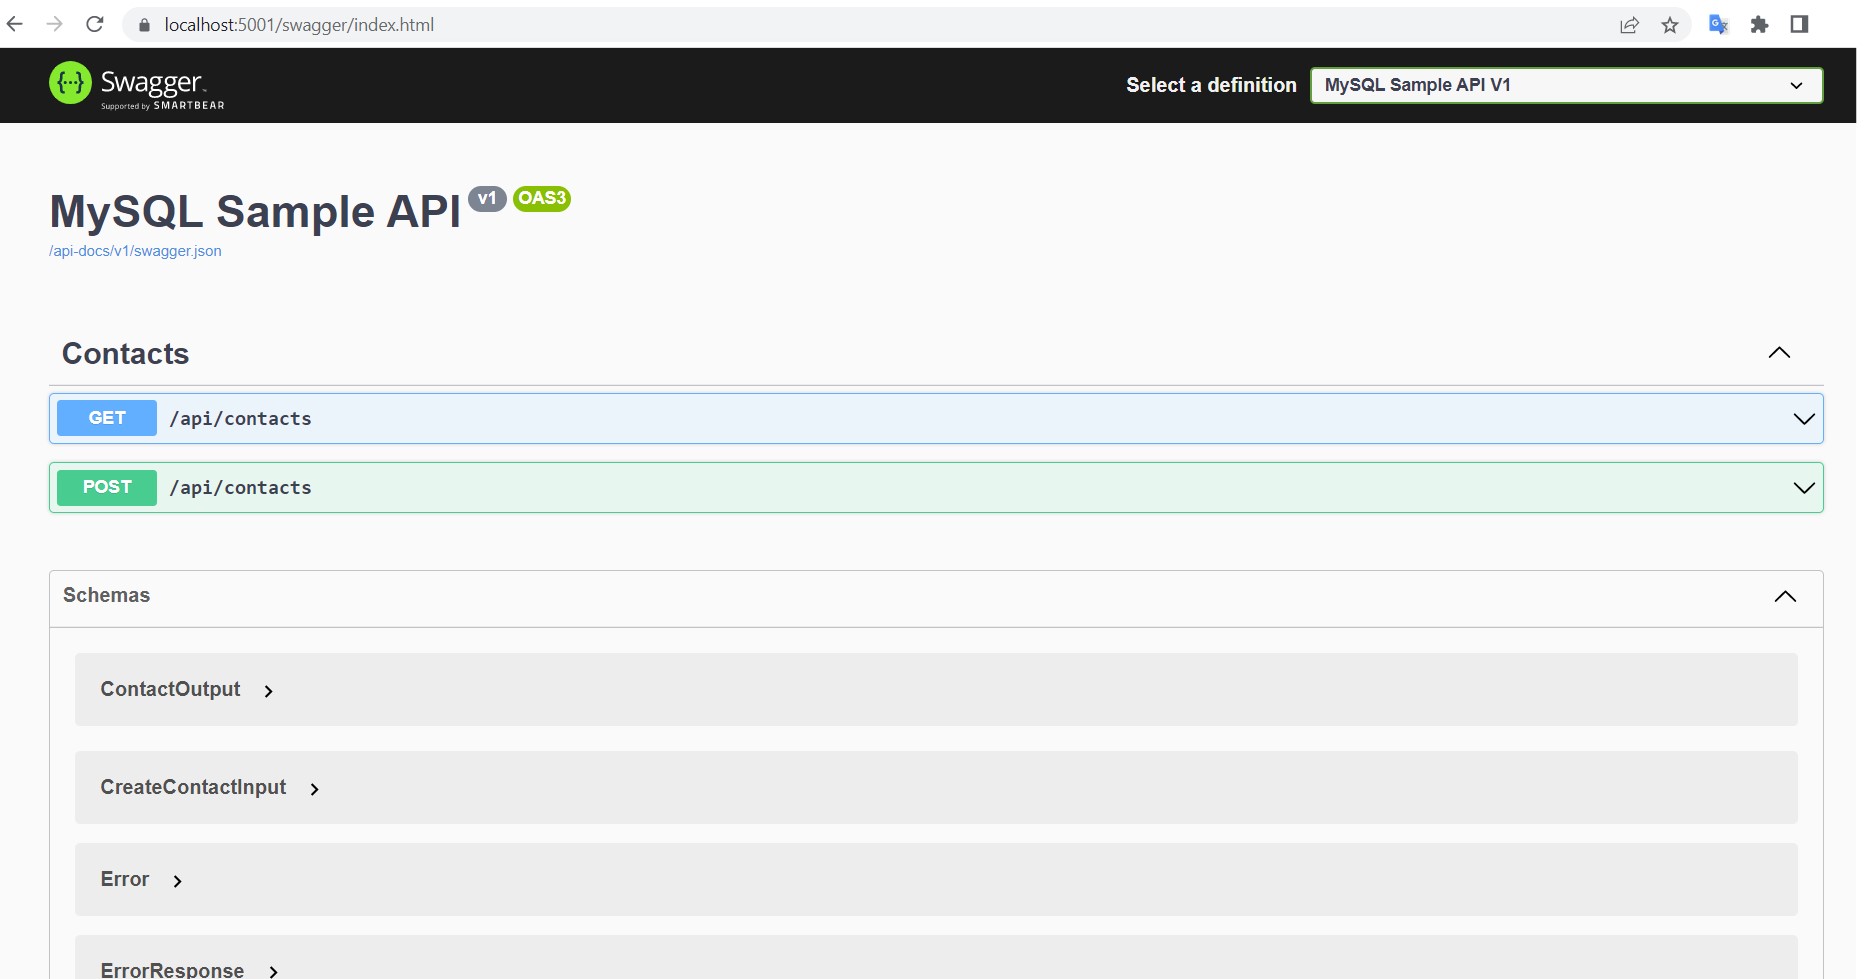 localhost:5001/swagger/index.html
Swagger
Supported by SMARTBEAR
Select a definition
MySQL Sample API V1
MySQL Sample API v1 OAS3
/api-docs/v1/swagger.json
Contacts
GET /api/contacts
POST /api/contacts
Schemas
ContactOutput
CreateContactInput
Error
ErrorResponse